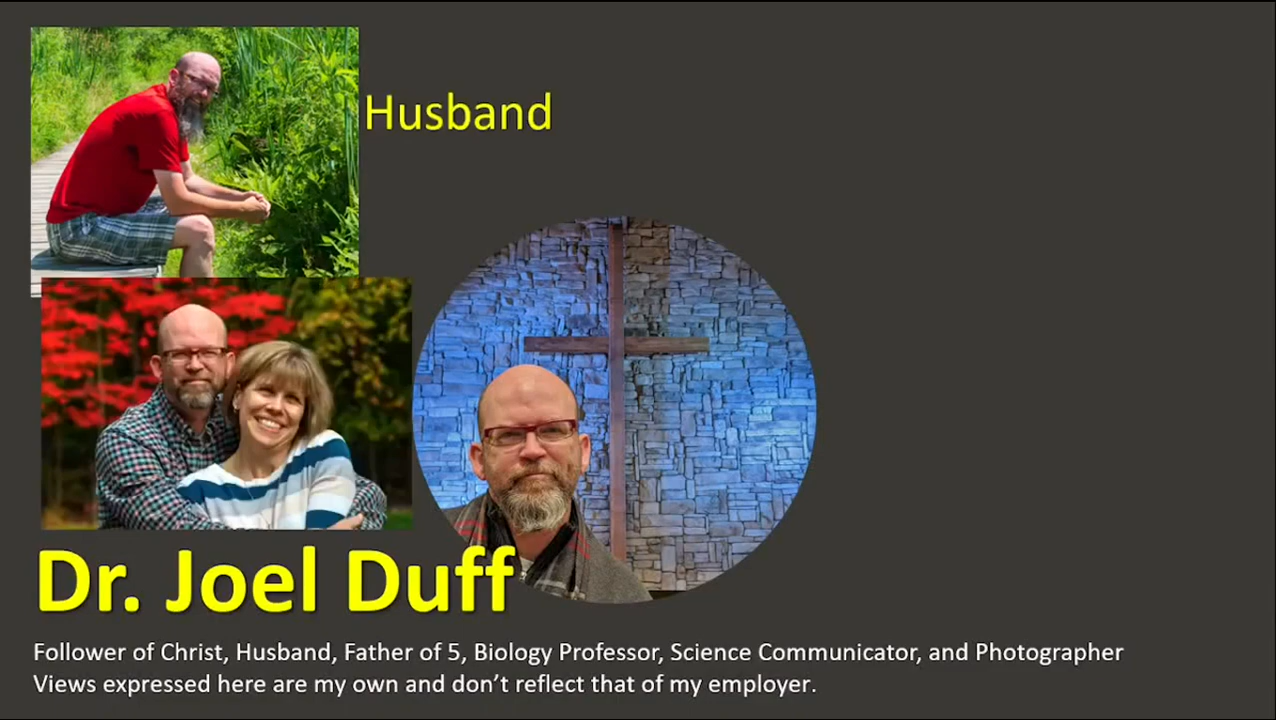 Husband
Dr. Joel Duff
Follower of Christ, Husband, Father of 5, Biology Professor, Science Communicator, and Photographer
Views expressed here are my own and don’t reflect that of my employer.